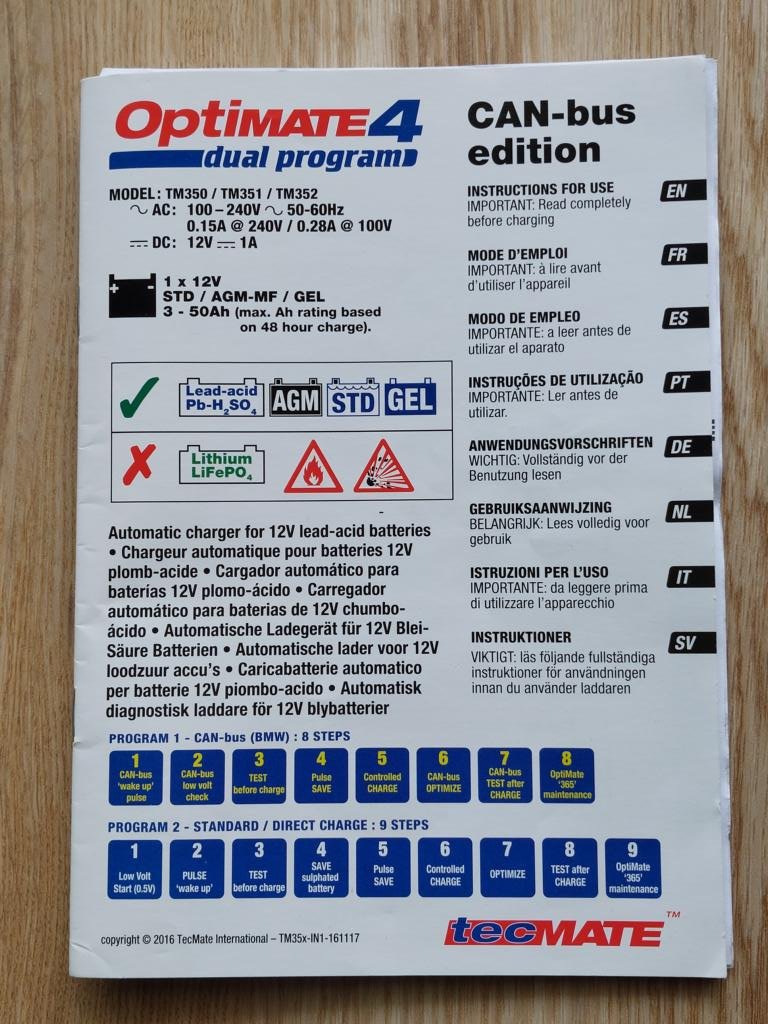 OptiMATE4
dual program
MODEL: TM350 / TM351 / TM352
AC: 100–240V 50-60Hz
0.15A @ 240V / 0.28A @ 100V
DC: 12V 1A
+ -
1 x 12V
STD / AGM-MF / GEL
3 - 50Ah (max. Ah rating based
on 48 hour charge).
✓ Lead-acid
Pb-H₂SO₄
AGM STD GEL
✗ Lithium
LiFePO₄
Automatic charger for 12V lead-acid batteries
• Chargeur automatique pour batteries 12V
plomb-acide • Cargador automático para
baterías 12V plomo-ácido • Carregador
automático para baterias de 12V chumbo-
ácido • Automatische Ladegerät für 12V Blei-
Säure Batterien • Automatische lader voor 12V
loodzuur accu's • Caricabatterie automatico
per batterie 12V piombo-acido • Automatisk
diagnostisk laddare för 12V blybatterier
CAN-bus
edition
INSTRUCTIONS FOR USE EN
IMPORTANT: Read completely
before charging
MODE D'EMPLOI FR
IMPORTANT: à lire avant
d'utiliser l'appareil
MODO DE EMPLEO ES
IMPORTANTE: a leer antes de
utilizar el aparato
INSTRUÇÕES DE UTILIZAÇÃO PT
IMPORTANTE: Ler antes de
utilizar.
ANWENDUNGSVORSCHRIFTEN DE
WICHTIG: Vollständig vor der
Benutzung lesen
GEBRUIKSAANWIJZING NL
BELANGRIJK: Lees volledig voor
gebruik
ISTRUZIONI PER L'USO IT
IMPORTANTE: da leggere prima
di utilizzare l'apparecchio
INSTRUKTIONER SV
VIKTIGT: läs följande fullständiga
instruktioner för användningen
innan du använder laddaren
PROGRAM 1 - CAN-bus (BMW) : 8 STEPS
1 CAN-bus 'wake up' pulse
2 CAN-bus low volt check
3 TEST before charge
4 Pulse SAVE
5 Controlled CHARGE
6 CAN-bus OPTIMIZE
7 CAN-bus TEST after CHARGE
8 OptiMate '365' maintenance
PROGRAM 2 - STANDARD / DIRECT CHARGE : 9 STEPS
1 Low Volt Start (0.5V)
2 PULSE 'wake up'
3 TEST before charge
4 SAVE sulphated battery
5 Pulse SAVE
6 Controlled CHARGE
7 OPTIMIZE
8 TEST after CHARGE
9 OptiMate '365' maintenance
copyright © 2016 TecMate International – TM35x-IN1-161117
tecMATE™